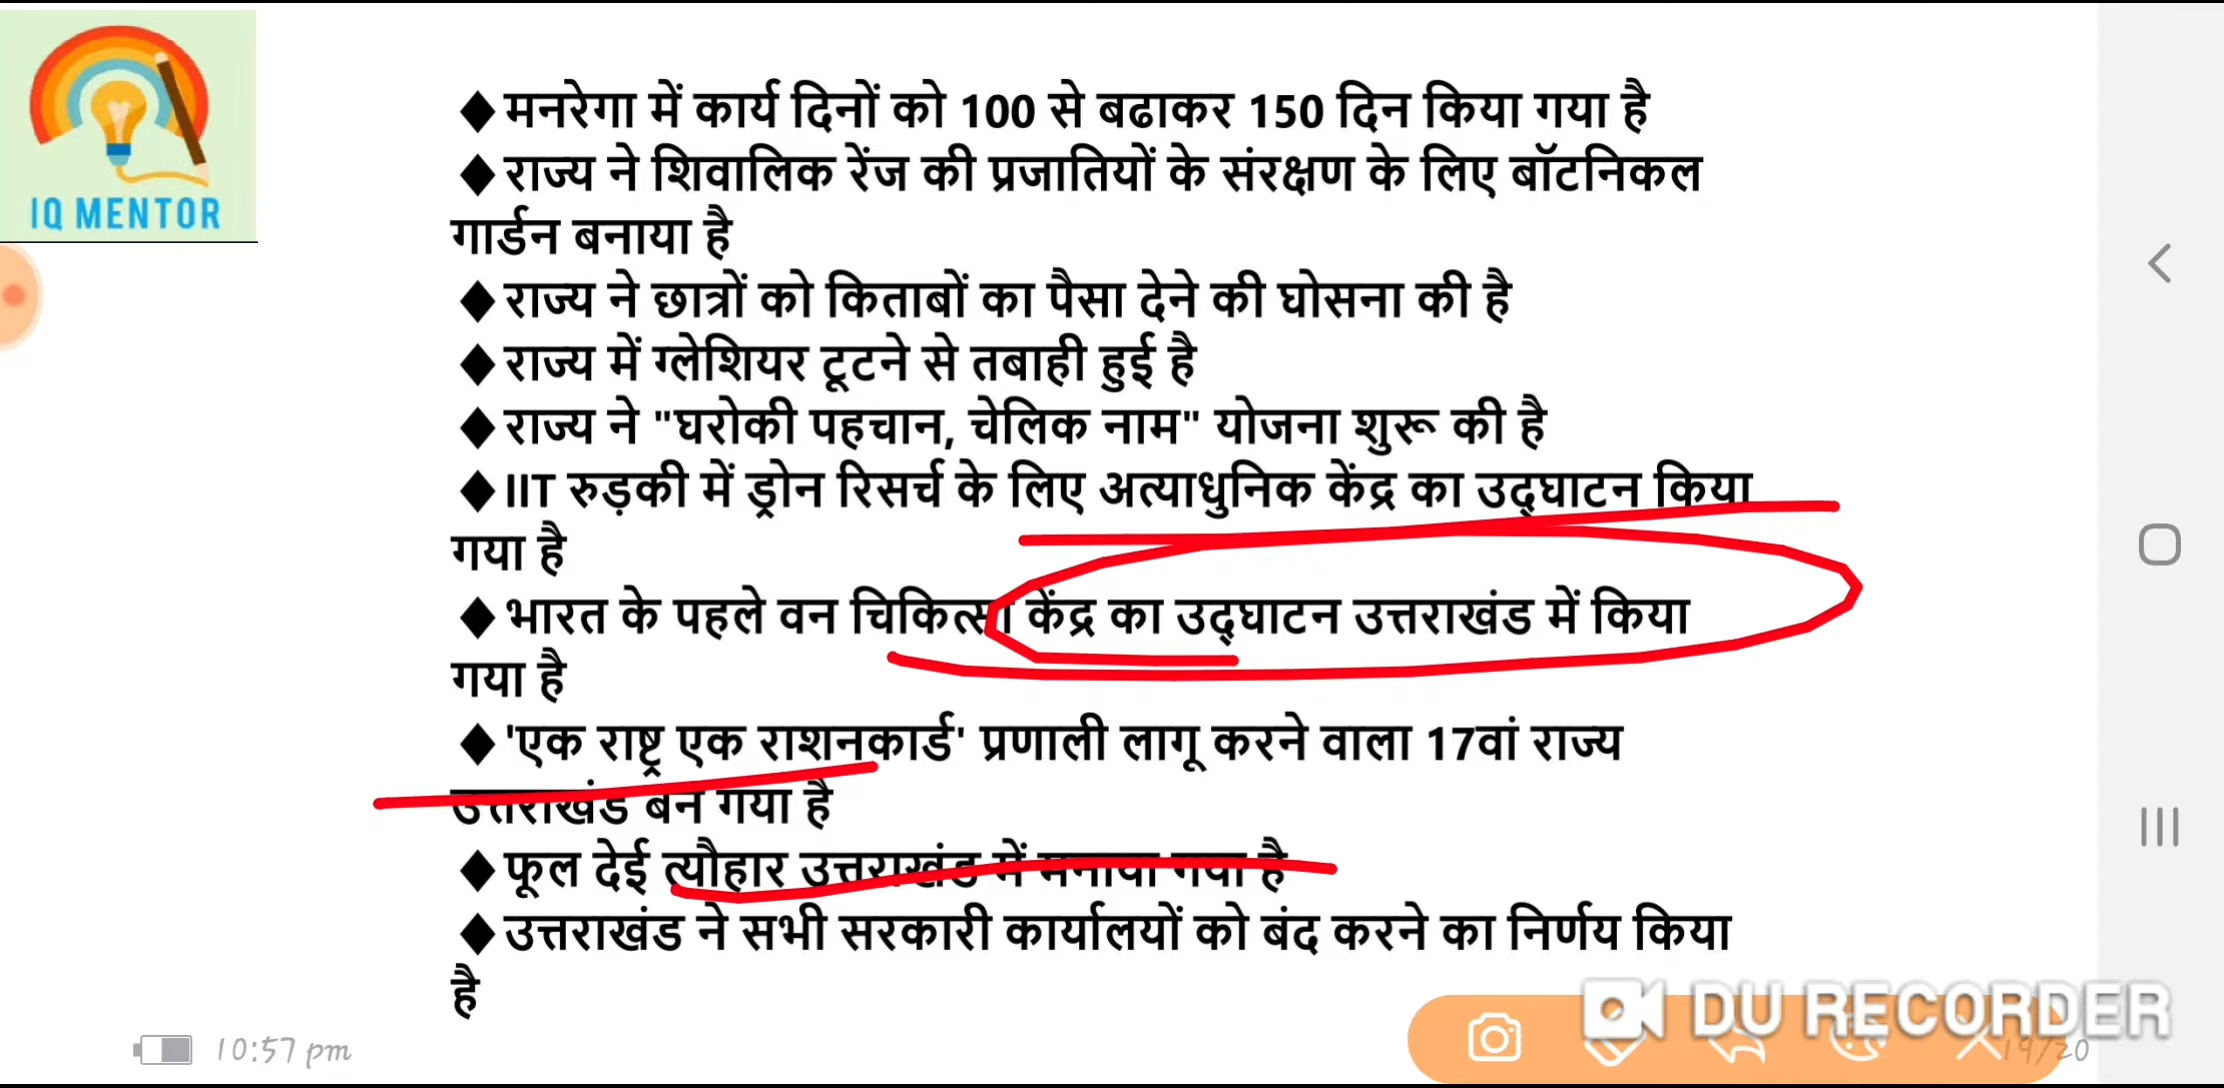 IQ MENTOR
◆मनरेगा में कार्य दिनों को 100 से बढाकर 150 दिन किया गया है
◆राज्य ने शिवालिक रेंज की प्रजातियों के संरक्षण के लिए बॉटनिकल
गार्डन बनाया है
◆राज्य ने छात्रों को किताबों का पैसा देने की घोसना की है
◆राज्य में ग्लेशियर टूटने से तबाही हुई है
◆राज्य ने "घरोकी पहचान, चेलिक नाम" योजना शुरू की है
◆IIT रुड़की में ड्रोन रिसर्च के लिए अत्याधुनिक केंद्र का उद्घाटन किया
गया है
◆भारत के पहले वन चिकित्सा केंद्र का उद्घाटन उत्तराखंड में किया
गया है
◆'एक राष्ट्र एक राशनकार्ड' प्रणाली लागू करने वाला 17वां राज्य
उत्तराखंड बन गया है
◆फूल देई त्यौहार उत्तराखंड में मनाया गया है
◆उत्तराखंड ने सभी सरकारी कार्यालयों को बंद करने का निर्णय किया
है
10:57 pm
DU RECORDER
19/20